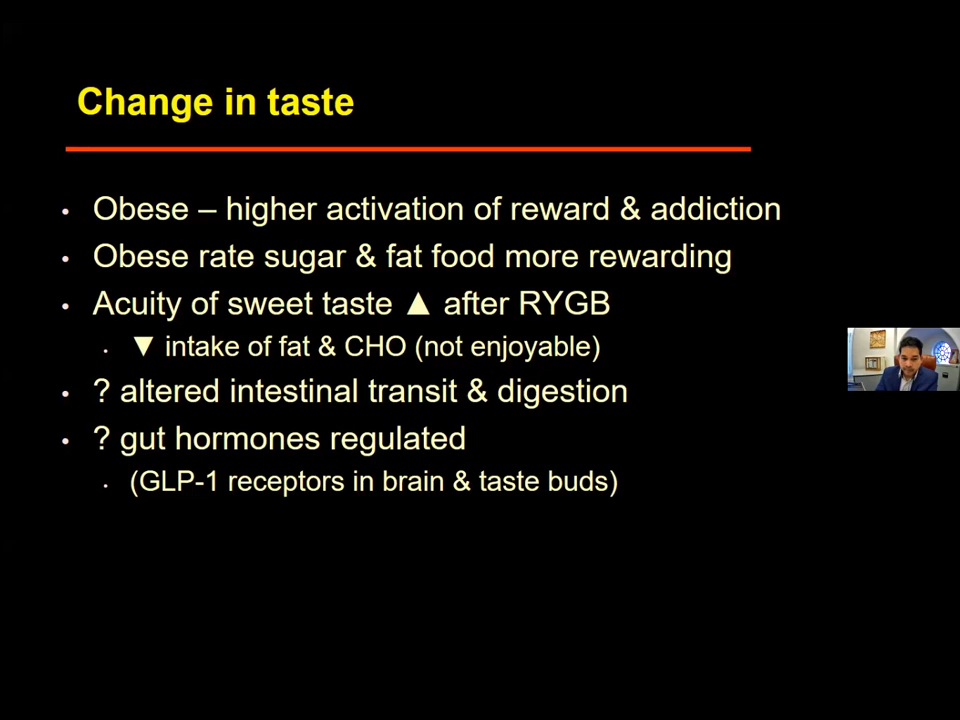 Change in taste
• Obese – higher activation of reward & addiction
• Obese rate sugar & fat food more rewarding
• Acuity of sweet taste ▲ after RYGB
• ▼ intake of fat & CHO (not enjoyable)
• ? altered intestinal transit & digestion
• ? gut hormones regulated
• (GLP-1 receptors in brain & taste buds)